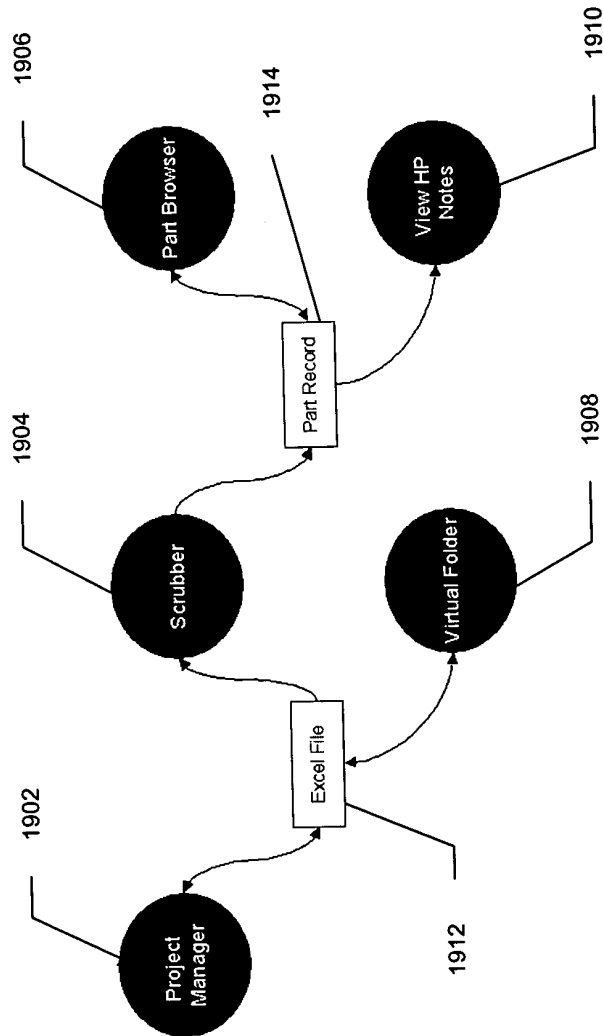 1902
1904
1906
Project
Manager
Scrubber
Part Browser
1914
Excel File
Part Record
Virtual Folder
View HP
Notes
1912
1908
1910